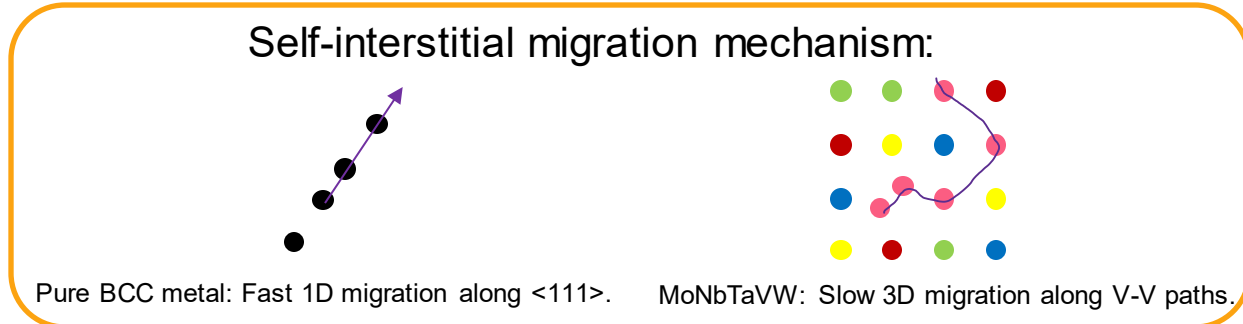 Self-interstitial migration mechanism:
Pure BCC metal: Fast 1D migration along <111>.
MoNbTaVW: Slow 3D migration along V-V paths.